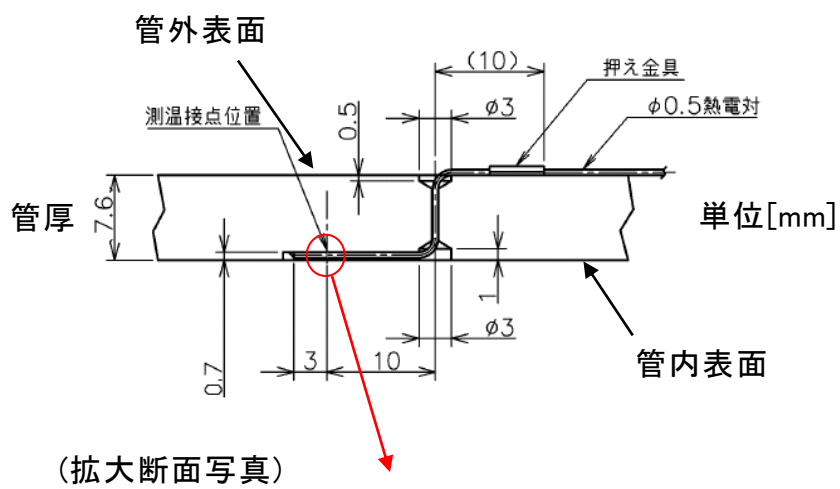 管外表面
(10)
押え金具
測温接点位置
0.5
φ3
φ0.5熱電対
管厚
7.6
単位[mm]
1
φ3
0.7
3
10
管内表面
(拡大断面写真)